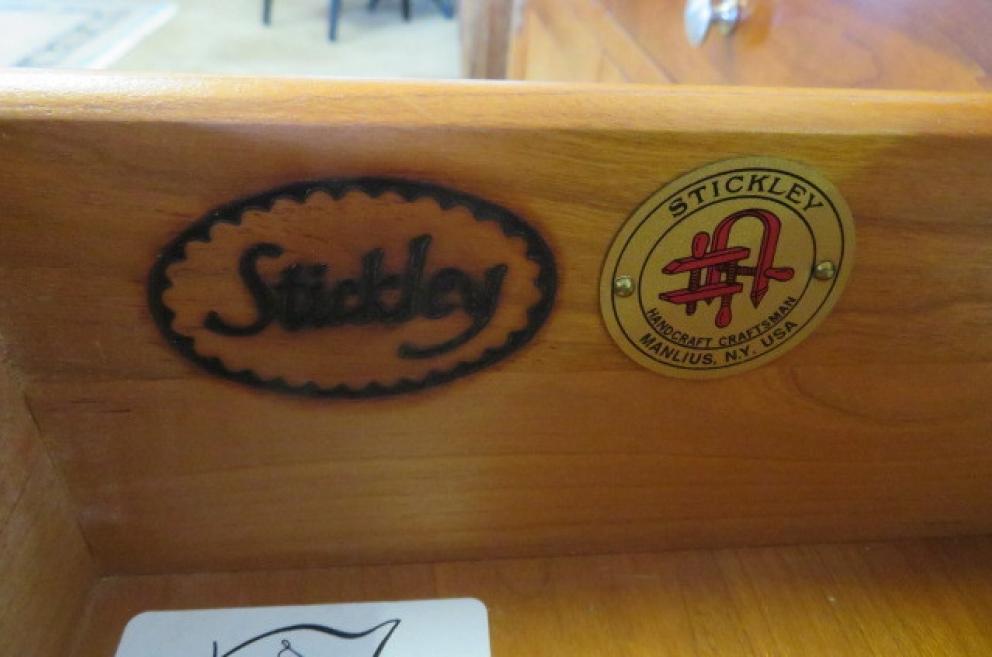 Stickley
STICKLEY
HANDCRAFT CRAFTSMAN
MANLIUS, N.Y. USA